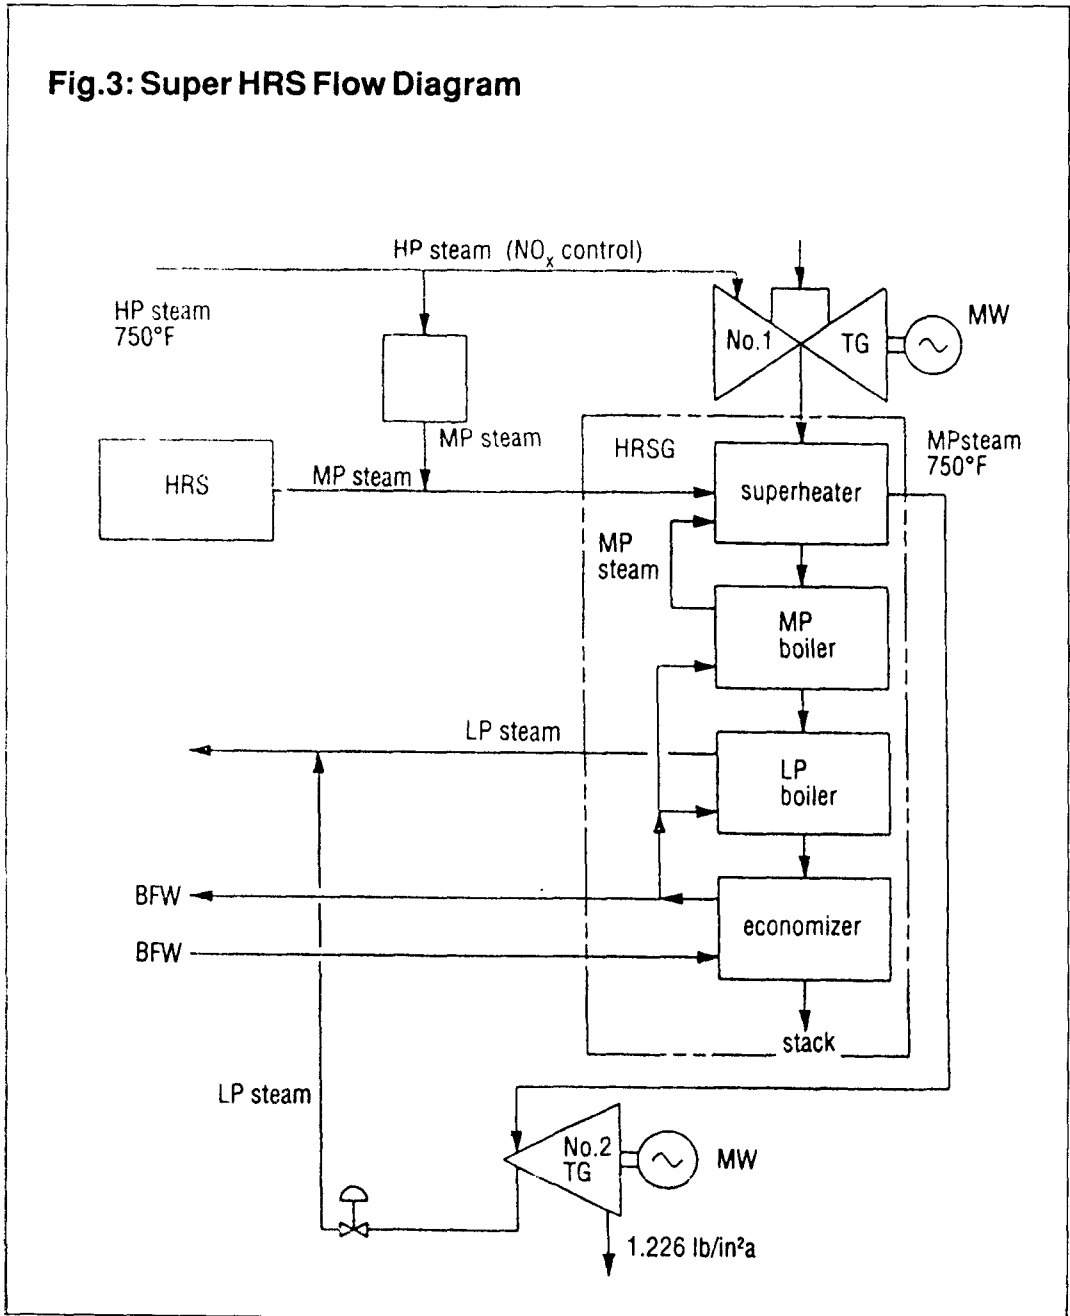 Fig.3: Super HRS Flow Diagram
HP steam (NOₓ control)
HP steam
750°F
No.1
TG
MW
MP steam
HRSG
MPsteam
750°F
HRS
MP steam
superheater
MP
steam
MP
boiler
LP steam
LP
boiler
BFW
economizer
BFW
stack
LP steam
No.2
TG
MW
1.226 lb/in²a